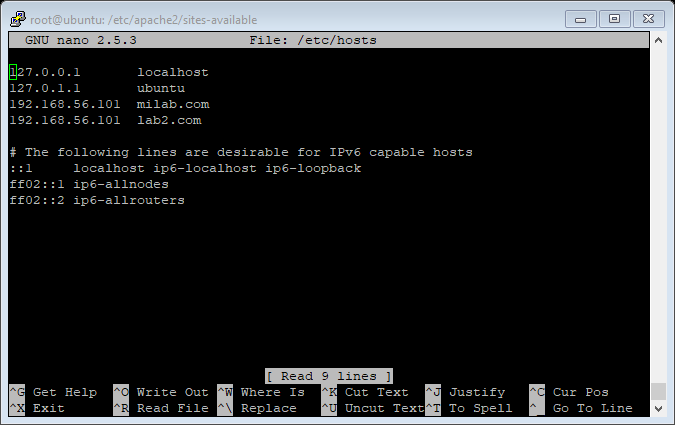 root@ubuntu: /etc/apache2/sites-available
GNU nano 2.5.3 File: /etc/hosts
127.0.0.1 localhost
127.0.1.1 ubuntu
192.168.56.101 milab.com
192.168.56.101 lab2.com
# The following lines are desirable for IPv6 capable hosts
::1 localhost ip6-localhost ip6-loopback
ff02::1 ip6-allnodes
ff02::2 ip6-allrouters
[ Read 9 lines ]
^G Get Help ^O Write Out ^W Where Is ^K Cut Text ^J Justify ^C Cur Pos
^X Exit ^R Read File ^\ Replace ^U Uncut Text^T To Spell ^_ Go To Line